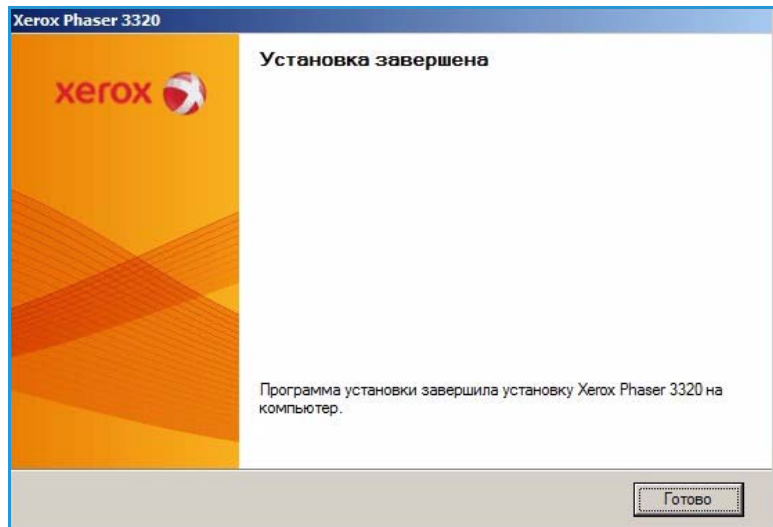 Xerox Phaser 3320
xerox
Установка завершена
Программа установки завершила установку Xerox Phaser 3320 на
компьютер.
Готово